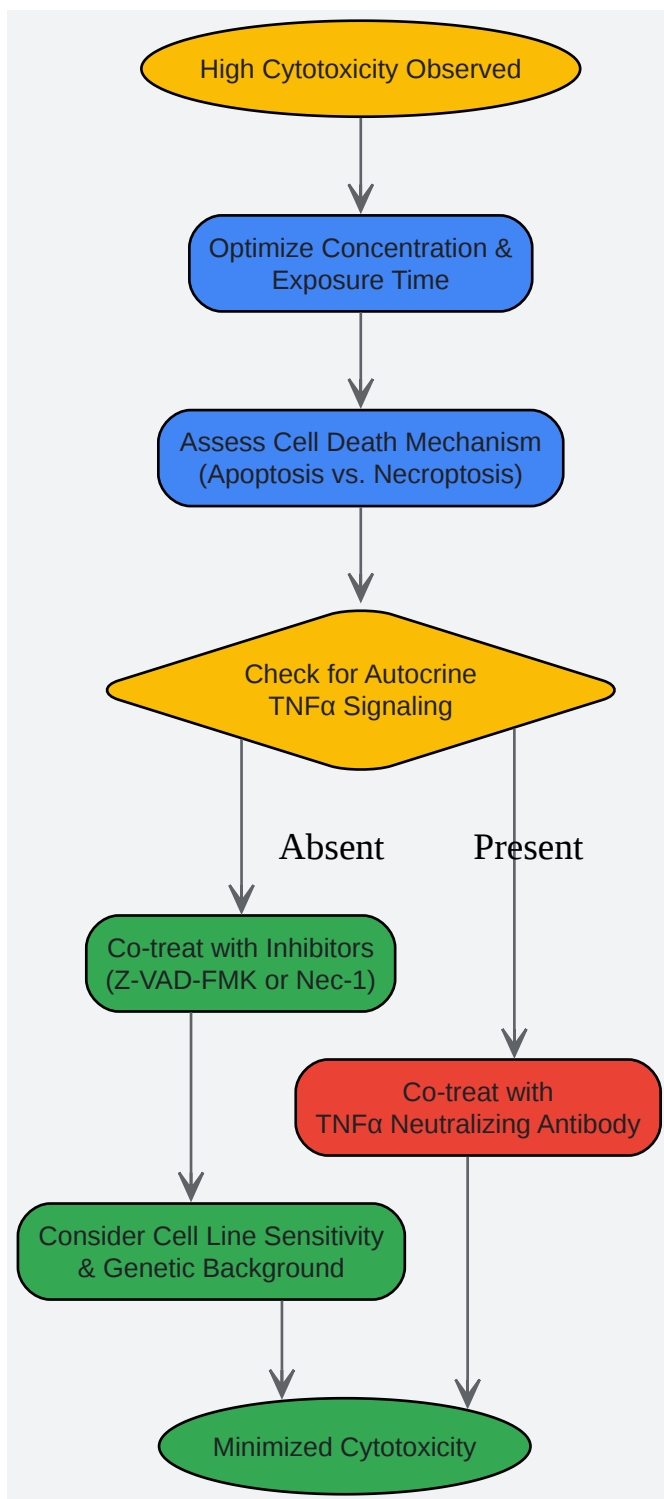 High Cytotoxicity Observed
Optimize Concentration &
Exposure Time
Assess Cell Death Mechanism
(Apoptosis vs. Necroptosis)
Check for Autocrine
TNFα Signaling
Absent
Present
Co-treat with Inhibitors
(Z-VAD-FMK or Nec-1)
Co-treat with
TNFα Neutralizing Antibody
Consider Cell Line Sensitivity
& Genetic Background
Minimized Cytotoxicity